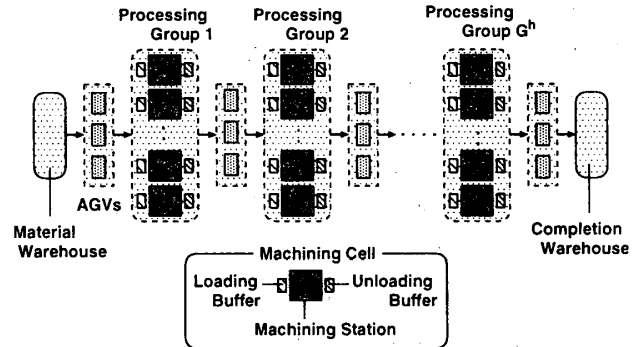 Processing
Group 1
Processing
Group 2
Processing
Group Gʰ
AGVs
Material
Warehouse
Completion
Warehouse
Machining Cell
Loading
Buffer
Unloading
Buffer
Machining Station